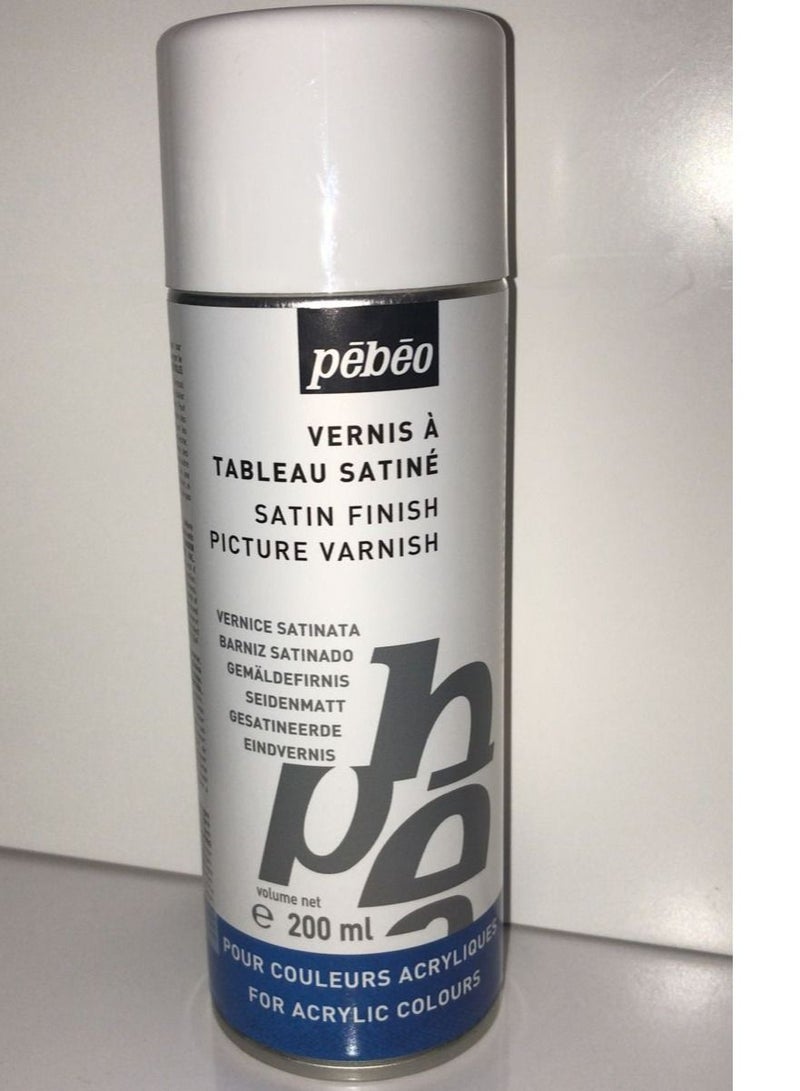 pēbēo
VERNIS À
TABLEAU SATINÉ
SATIN FINISH
PICTURE VARNISH
VERNICE SATINATA
BARNIZ SATINADO
GEMÄLDEFIRNIS
SEIDENMATT
GESATINEERDE
EINDVERNIS
volume net
e 200 ml
POUR COULEURS ACRYLIQUES
FOR ACRYLIC COLOURS